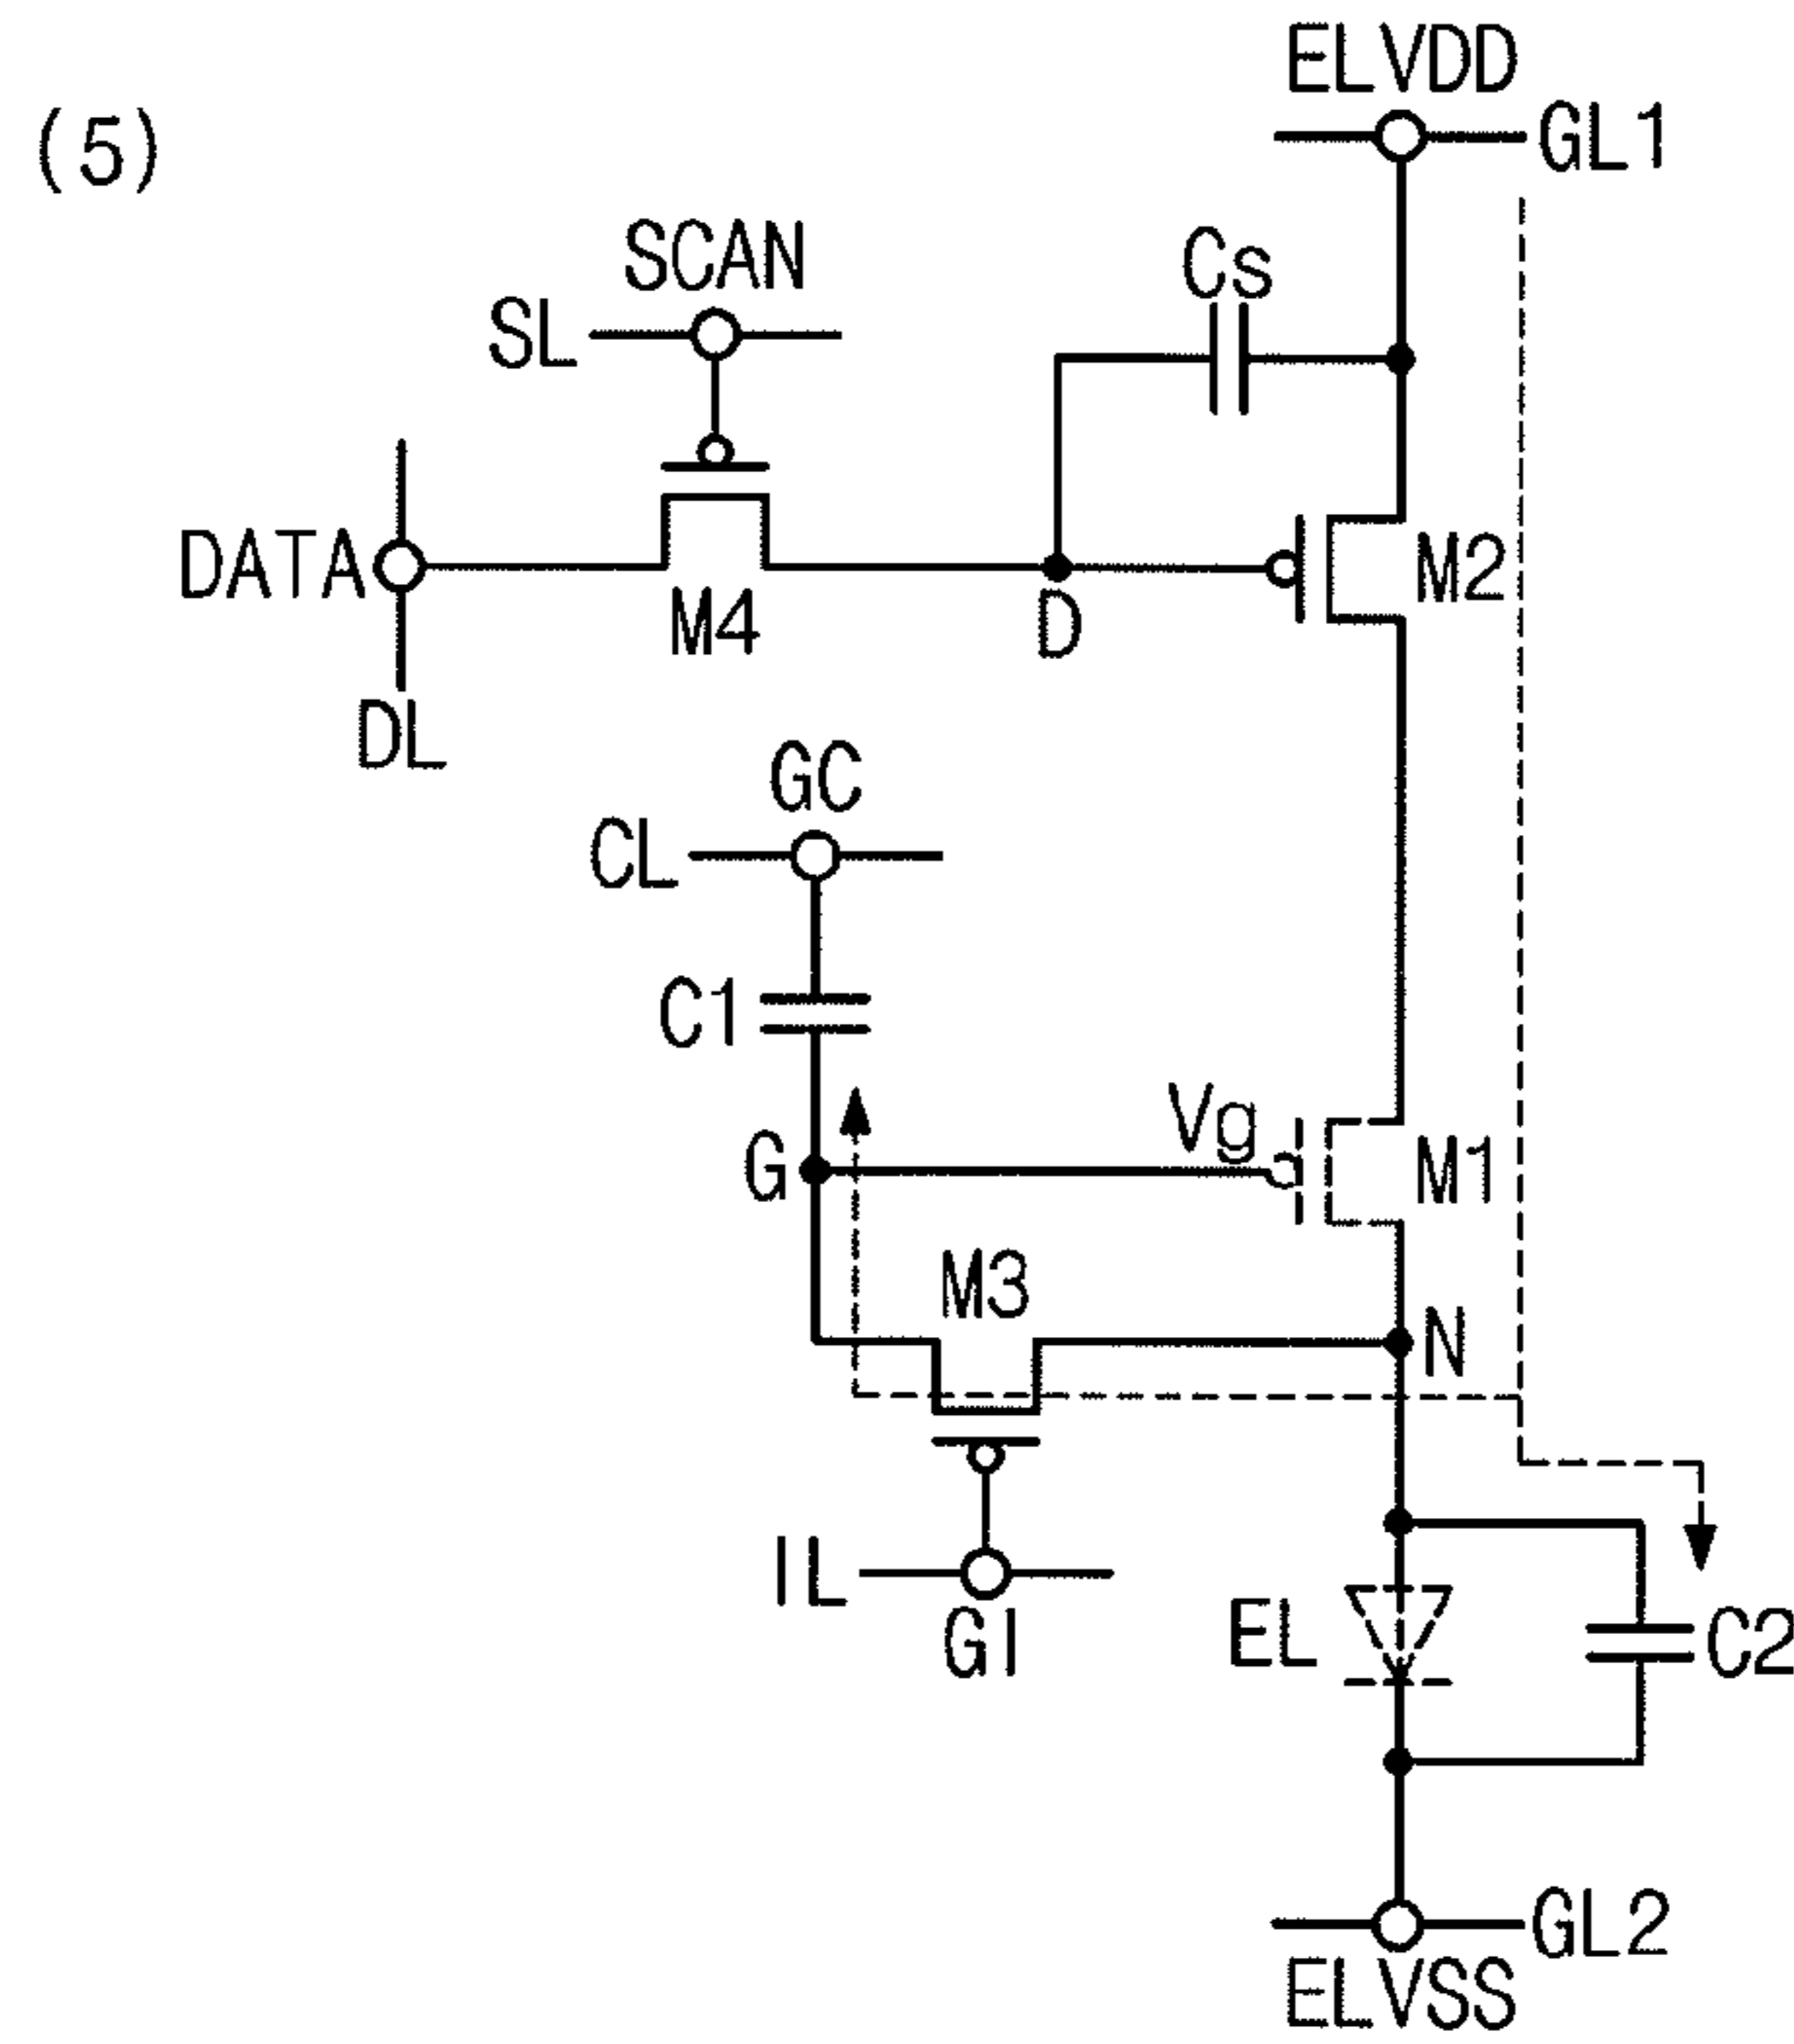 ELVDD
GL1
(5)
SCAN
Cs
SL
DATA
M2
M4
D
DL
GC
CL
C1
Vg
G
M1
M3
N
IL
EL
GI
C2
GL2
ELVSS